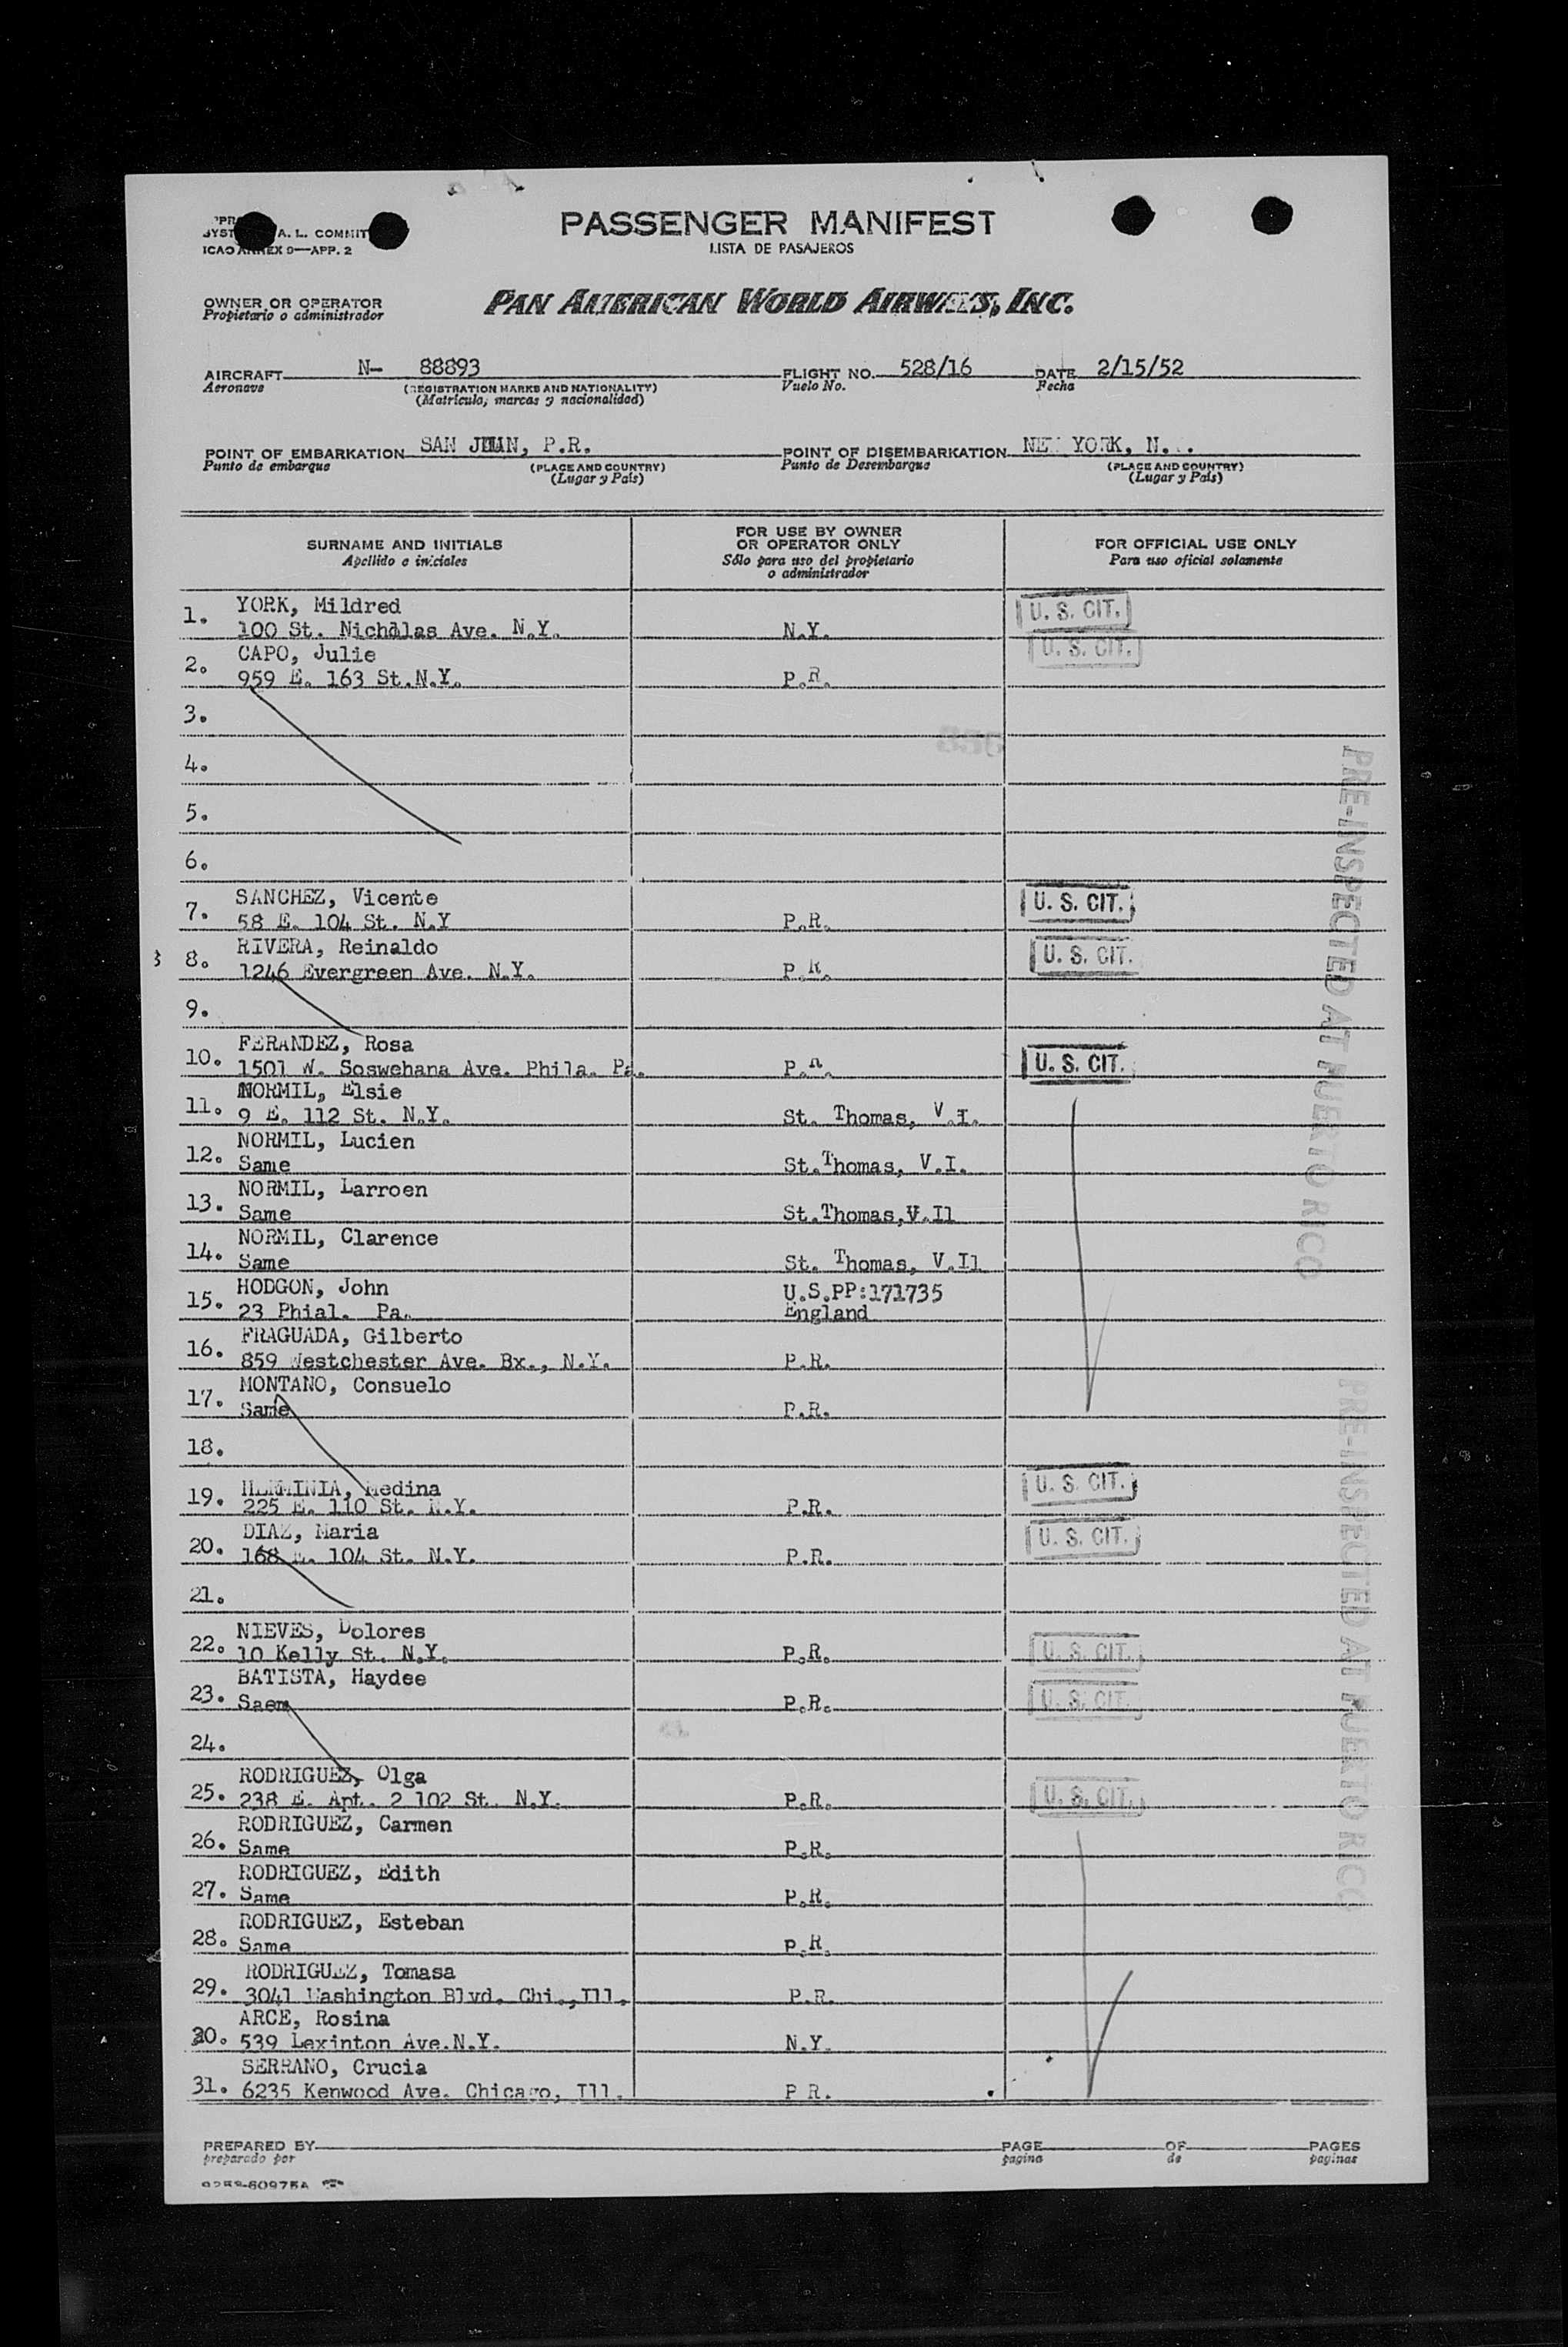 PASSENGER MANIFEST
LISTA DE PASAJEROS
A. L. COMMIT
ICAO ANNEX 9—APP. 2
OWNER OR OPERATOR
Propietario o administrador
PAN AMERICAN WORLD AIRWAYS, INC.
AIRCRAFT N- 88893 FLIGHT NO. 528/16 DATE 2/15/52
Aeronave (REGISTRATION MARKS AND NATIONALITY) Vuelo No. Fecha
(Matricula, marcas y nacionalidad)
POINT OF EMBARKATION SAN JUAN, P.R. POINT OF DISEMBARKATION NEW YORK, N.
Punto de embarque (PLACE AND COUNTRY) Punto de Desembarque (PLACE AND COUNTRY)
(Lugar y País) (Lugar y País)
SURNAME AND INITIALS
Apellido e iniciales
FOR USE BY OWNER
OR OPERATOR ONLY
Sólo para uso del propietario
o administrador
FOR OFFICIAL USE ONLY
Para uso oficial solamente
1. YORK, Mildred U. S. CIT.
100 St. Nichâlas Ave. N.Y. N.Y.
2. CAPO, Julie U. S. CIT.
959 E. 163 St.N.Y. P.R.
3.
4.
5.
6.
7. SANCHEZ, Vicente U. S. CIT.
58 E. 104 St. N.Y P.R.
8. RIVERA, Reinaldo U. S. CIT.
1246 Evergreen Ave. N.Y. P.R.
9.
10. FERANDEZ, Rosa U. S. CIT.
1501 W. Soswehana Ave. Phila. Pa. P.R.
11. NORMIL, Elsie
9 E. 112 St. N.Y. St. Thomas, V.I.
12. NORMIL, Lucien
Same St.Thomas, V.I.
13. NORMIL, Larroen
Same St.Thomas,V.Il
14. NORMIL, Clarence
Same St. Thomas, V.Il
15. HODGON, John U.S.PP:171735
23 Phial. Pa. England
16. FRAGUADA, Gilberto
859 Westchester Ave. Bx., N.Y. P.R.
17. MONTANO, Consuelo
Same P.R.
18.
19. HERMINIA, Medina U. S. CIT.
225 E. 110 St. N.Y. P.R.
20. DIAZ, Maria U. S. CIT.
168 E. 104 St. N.Y. P.R.
21.
22. NIEVES, Dolores U. S. CIT.
10 Kelly St. N.Y. P.R.
23. BATISTA, Haydee U. S. CIT.
Saem P.R.
24.
25. RODRIGUEZ, Olga U. S. CIT.
238 E. Apt. 2 102 St. N.Y. P.R.
26. RODRIGUEZ, Carmen
Same P.R.
27. RODRIGUEZ, Edith
Same P.R.
28. RODRIGUEZ, Esteban
Same P.R.
29. RODRIGUEZ, Tomasa
3041 Washington Blvd. Chi.,Ill. P.R.
30. ARCE, Rosina
539 Lexinton Ave.N.Y. N.Y.
31. SERRANO, Crucia
6235 Kenwood Ave. Chicago, Ill. P R.
PRE-INSPECTED AT PUERTO RICO
PRE-INSPECTED AT PUERTO RICO
PREPARED BY PAGE OF PAGES
preparado por pagina de paginas